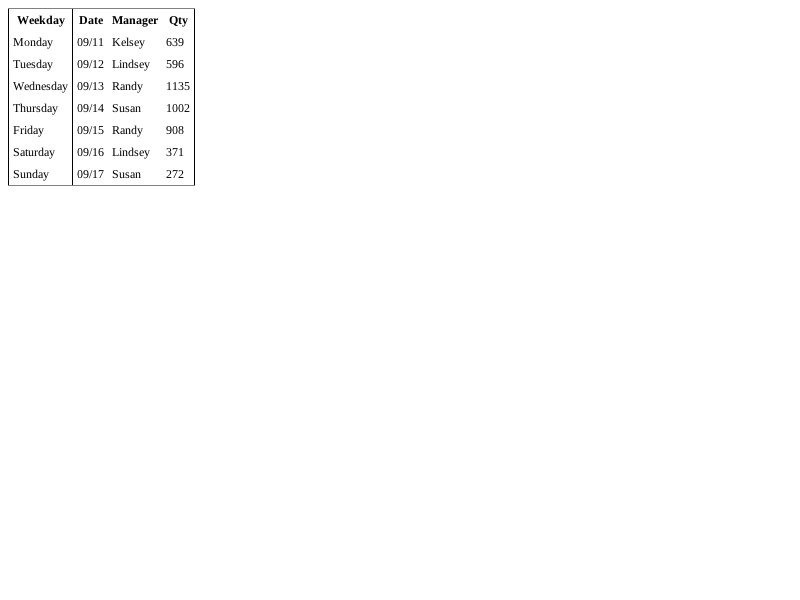 Weekday Date Manager Qty
Monday 09/11 Kelsey 639
Tuesday 09/12 Lindsey 596
Wednesday 09/13 Randy 1135
Thursday 09/14 Susan 1002
Friday 09/15 Randy 908
Saturday 09/16 Lindsey 371
Sunday 09/17 Susan 272